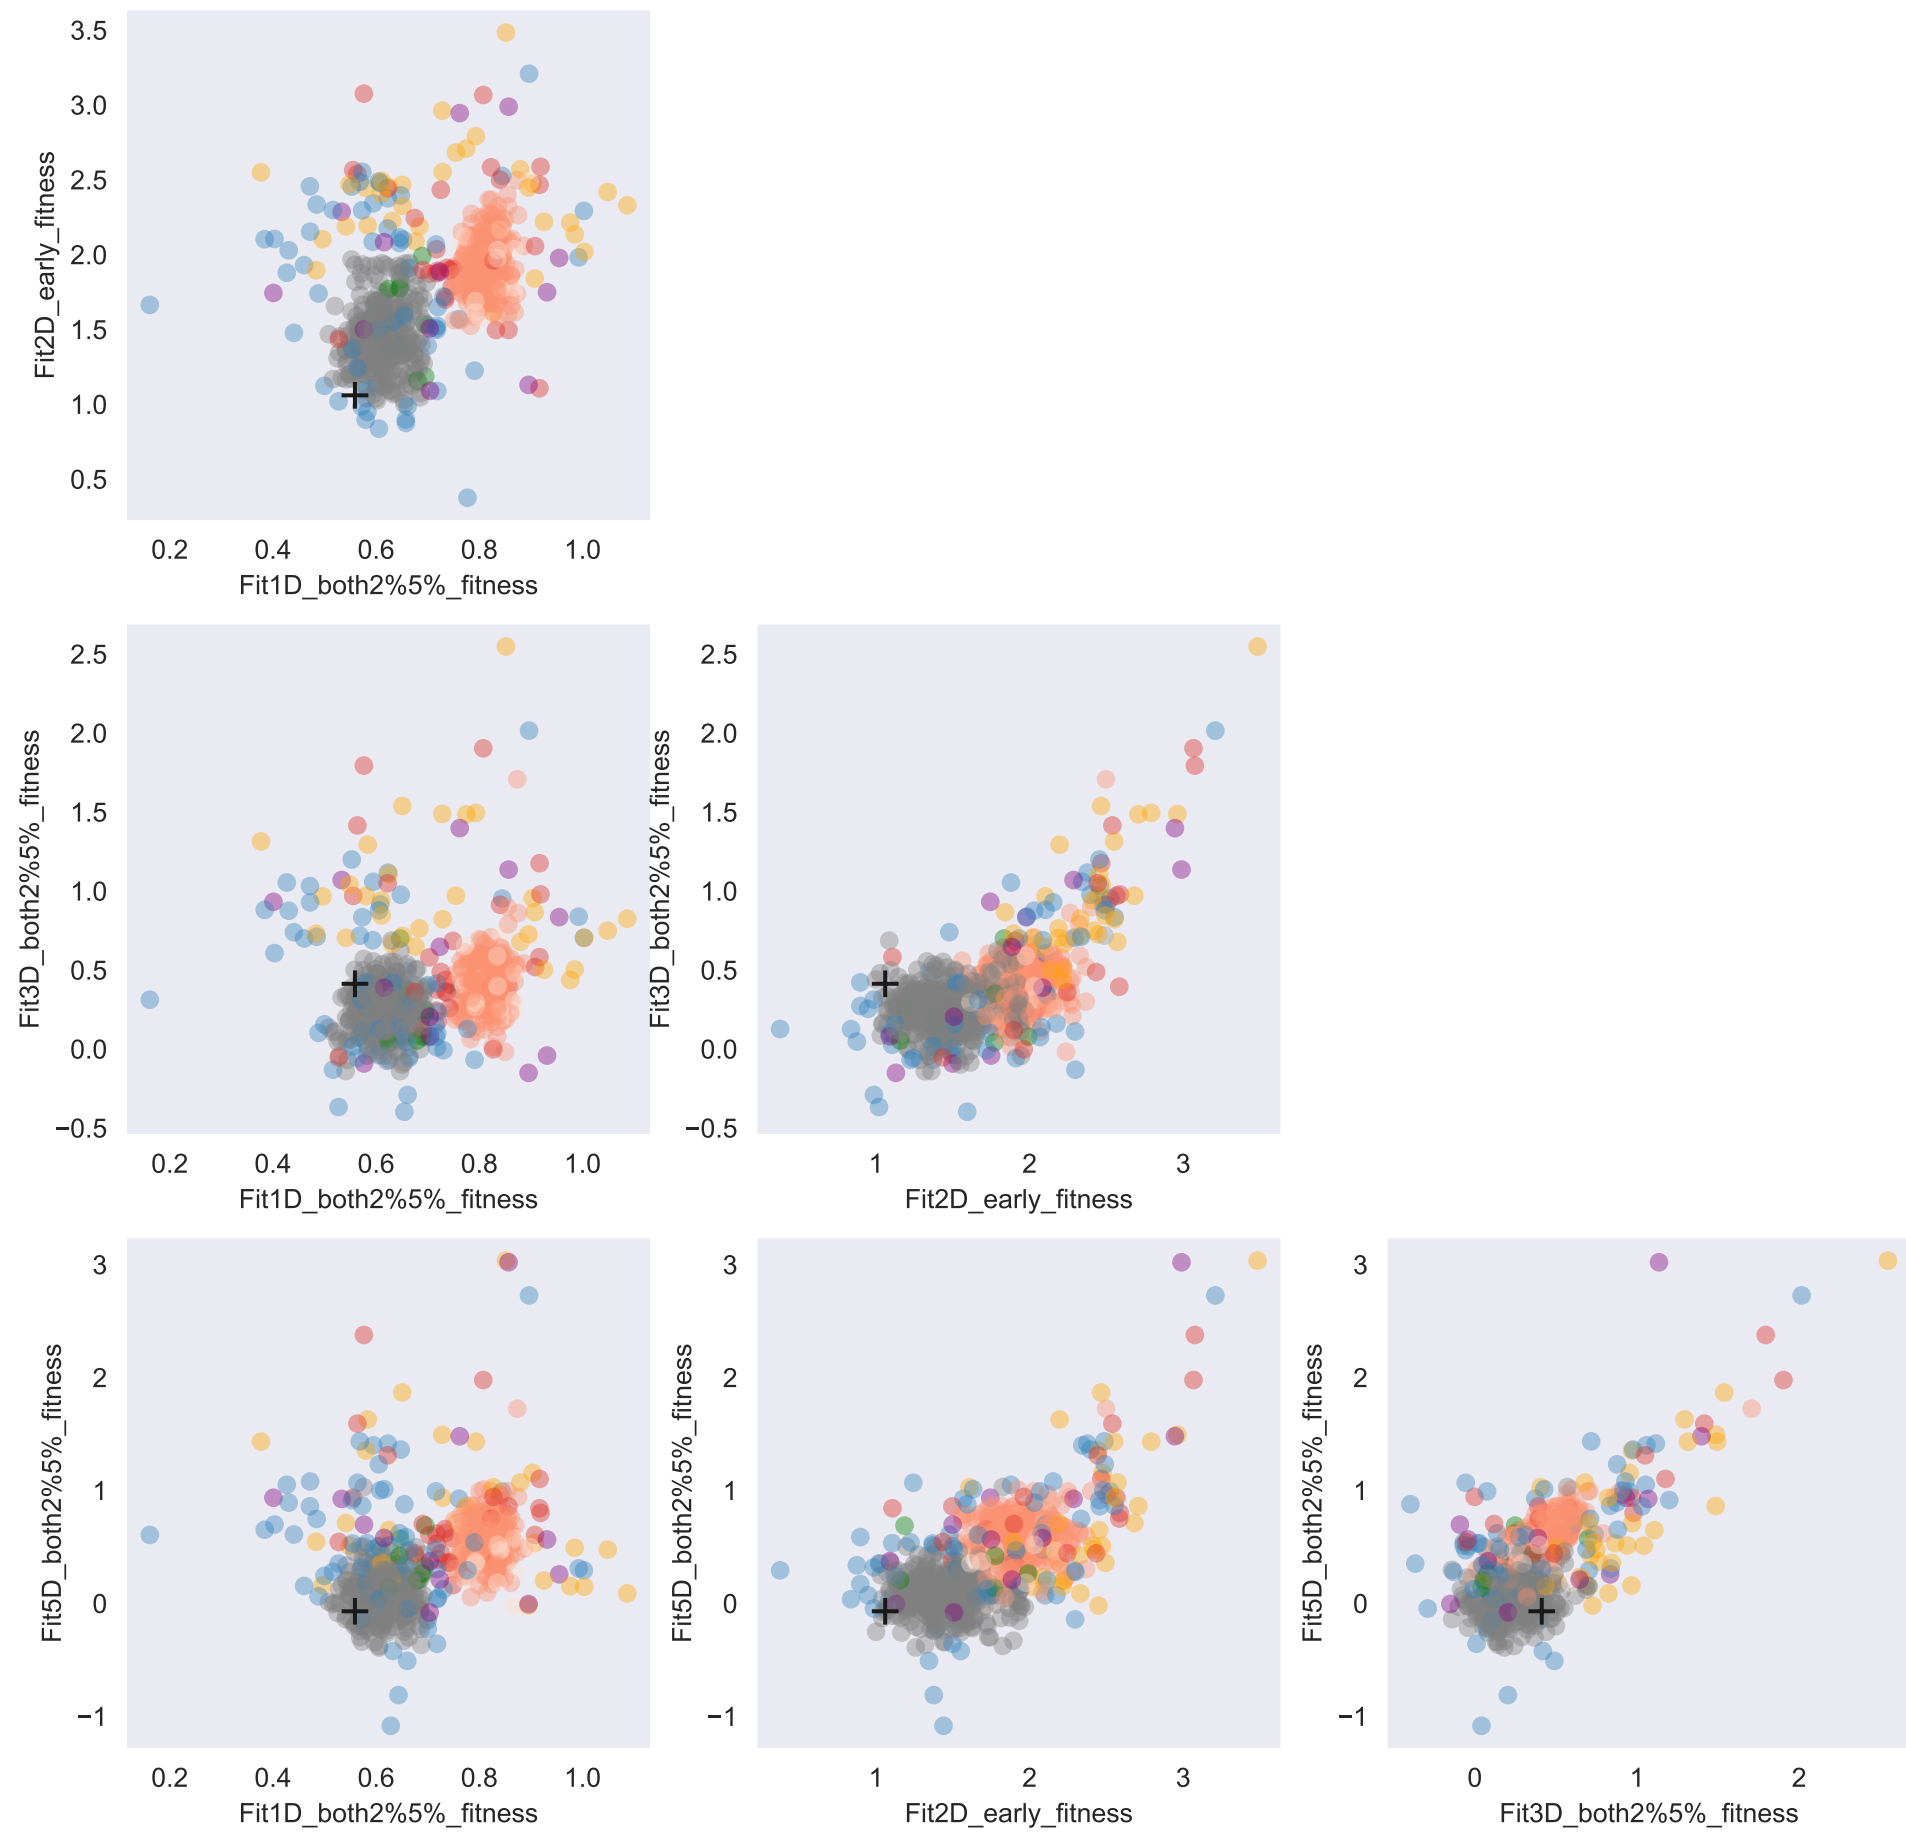 3.5
3.0
2.5
2.0
1.5
1.0
0.5
Fit2D_early_fitness
0.2 0.4 0.6 0.8 1.0
Fit1D_both2%5%_fitness
2.5
2.0
1.5
1.0
0.5
0.0
−0.5
Fit3D_both2%5%_fitness
0.2 0.4 0.6 0.8 1.0
Fit1D_both2%5%_fitness
2.5
2.0
1.5
1.0
0.5
0.0
−0.5
Fit3D_both2%5%_fitness
1 2 3
Fit2D_early_fitness
3
2
1
0
−1
Fit5D_both2%5%_fitness
0.2 0.4 0.6 0.8 1.0
Fit1D_both2%5%_fitness
3
2
1
0
−1
Fit5D_both2%5%_fitness
1 2 3
Fit2D_early_fitness
3
2
1
0
−1
Fit5D_both2%5%_fitness
0 1 2
Fit3D_both2%5%_fitness